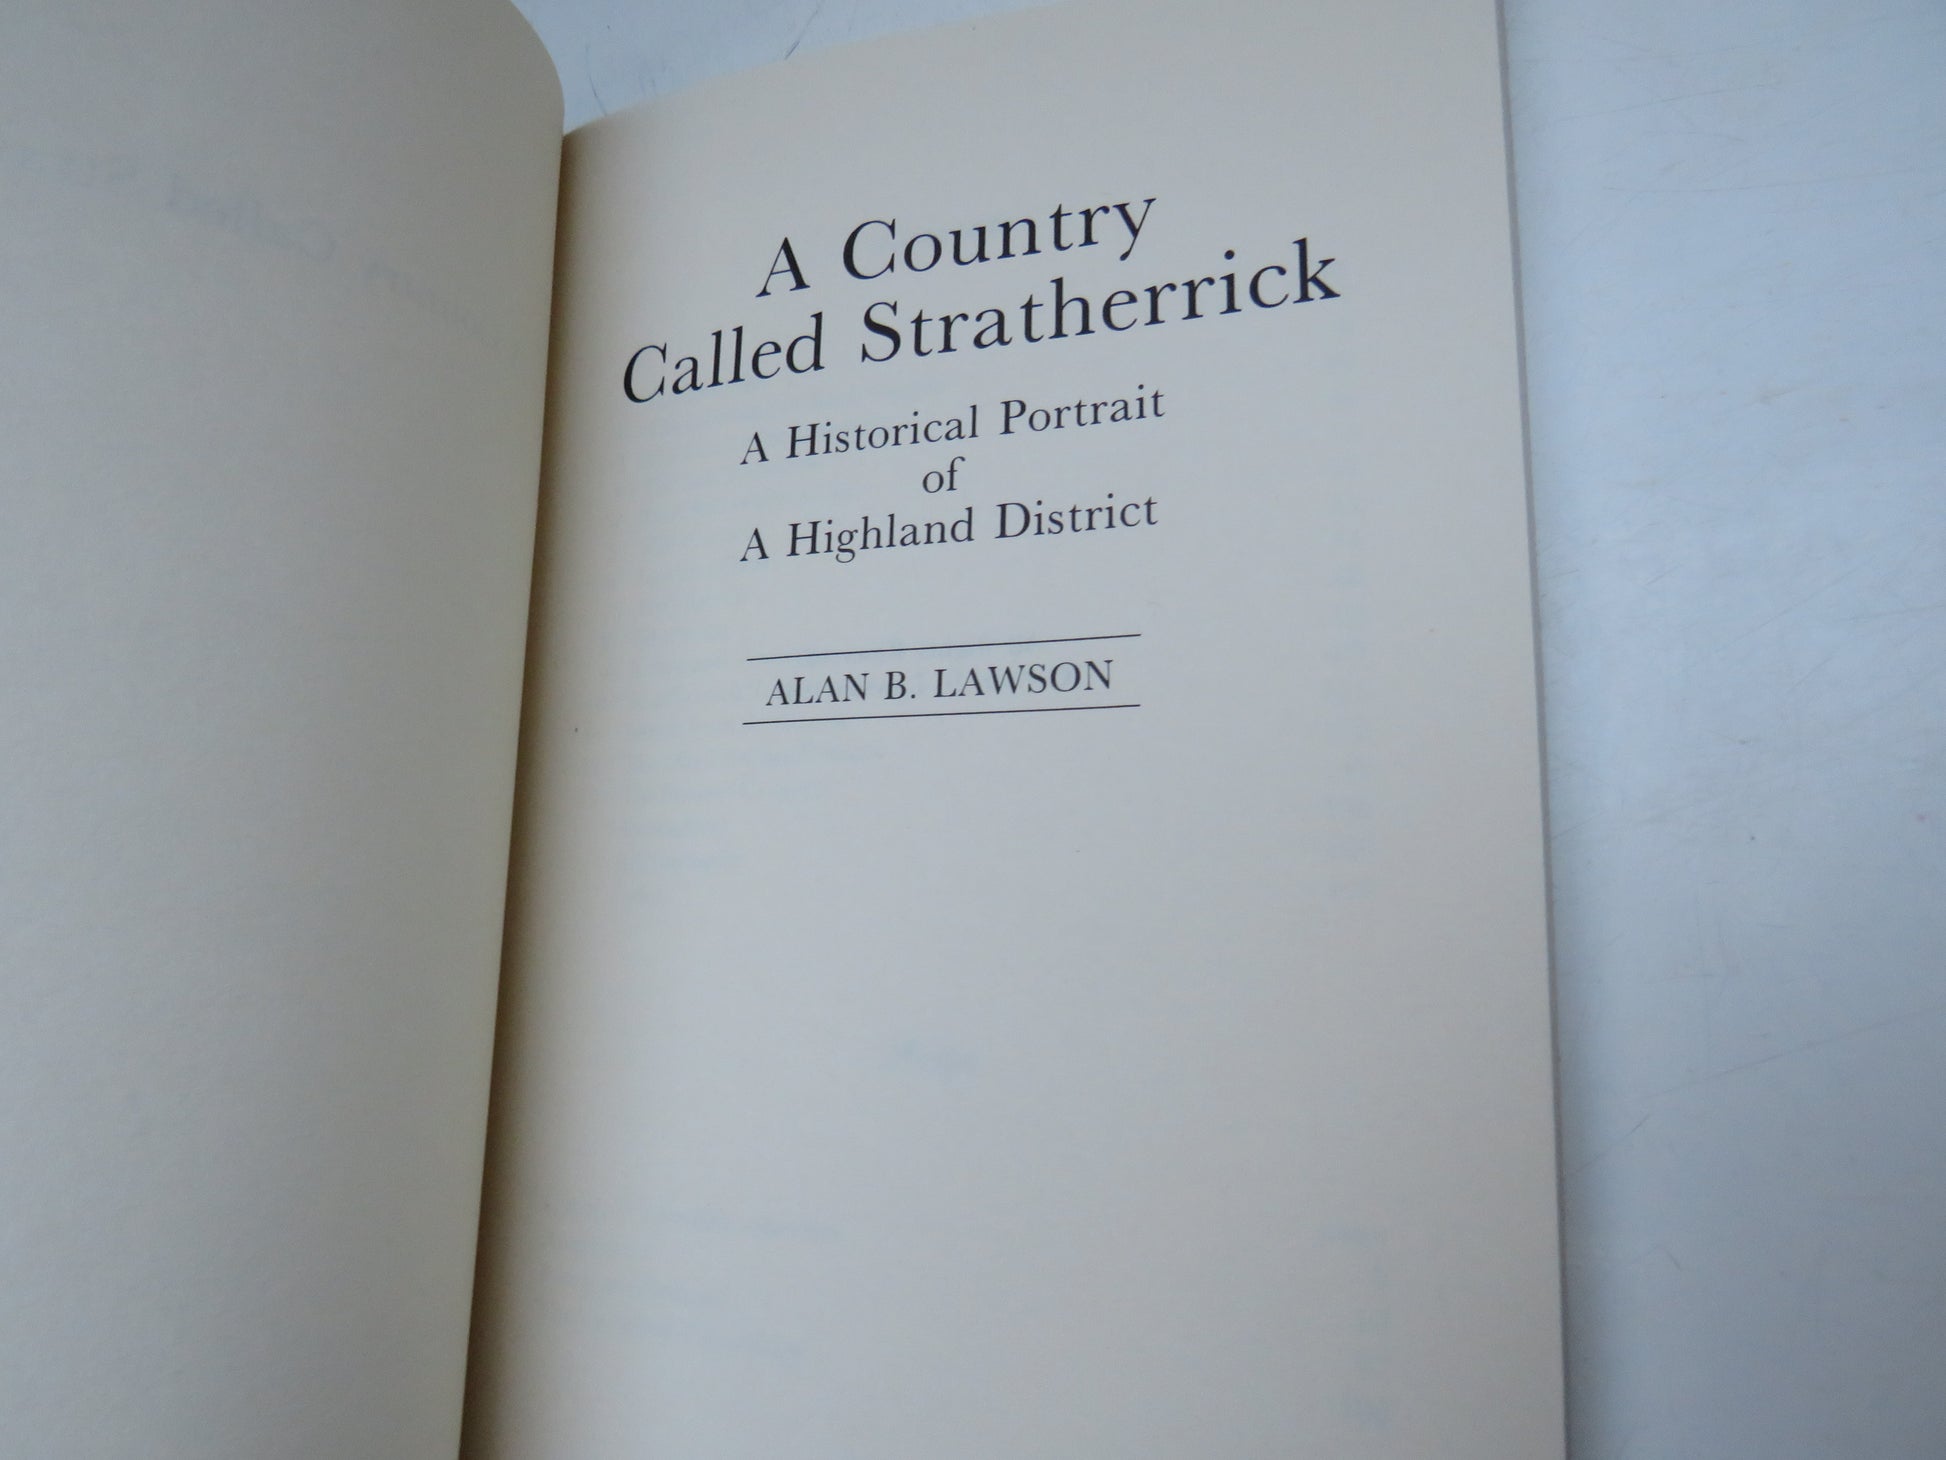 A Country
Called Stratherrick
A Historical Portrait
of
A Highland District
ALAN B. LAWSON